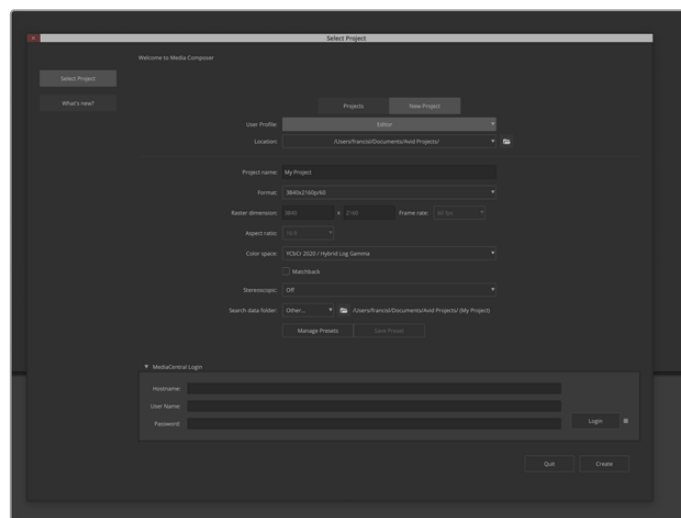 Select Project
Welcome to Media Composer
Select Project
What's new?
Projects New Project
User Profile: Editor
Location: /Users/francisl/Documents/Avid Projects/
Project name: My Project
Format: 3840x2160p/60
Raster dimension: 3840 x 2160 Frame rate: 60 fps
Aspect ratio: 16:9
Color space: YCbCr 2020 / Hybrid Log Gamma
Matchback
Stereoscopic: Off
Search data folder: Other... /Users/francisl/Documents/Avid Projects/ (My Project)
Manage Presets Save Preset
MediaCentral Login
Hostname:
User Name:
Password:
Login
Quit Create